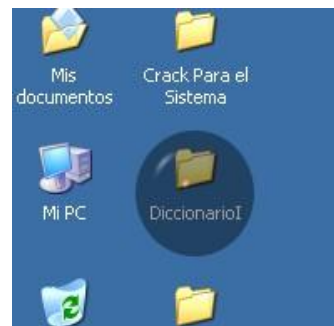 Mis
documentos
Crack Para el
Sistema
Mi PC
DiccionarioI